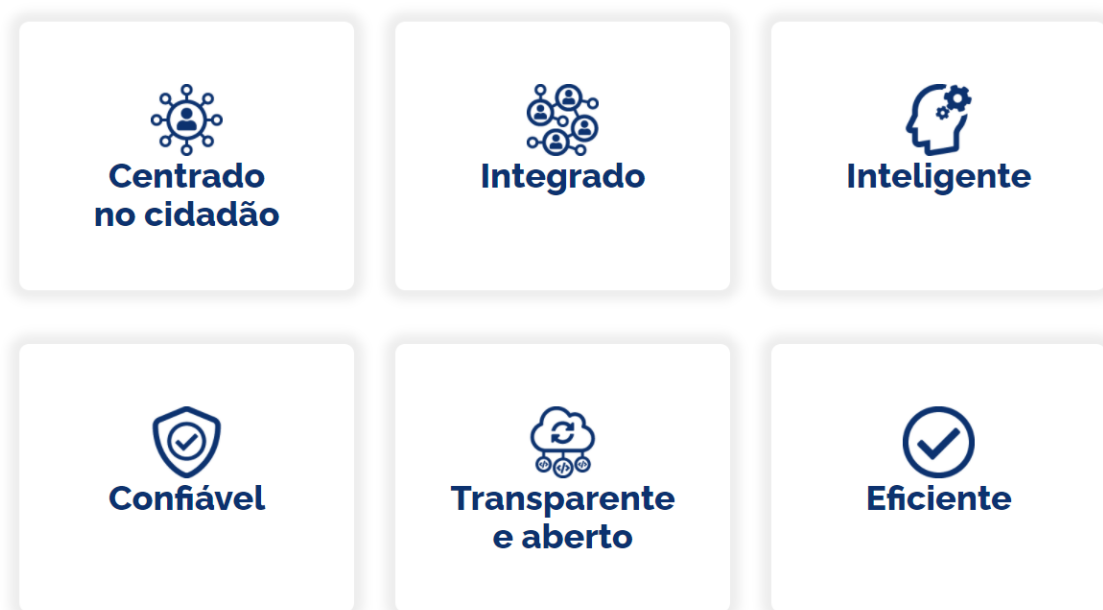 Centrado
no cidadão
Integrado
Inteligente
Confiável
Transparente
e aberto
Eficiente